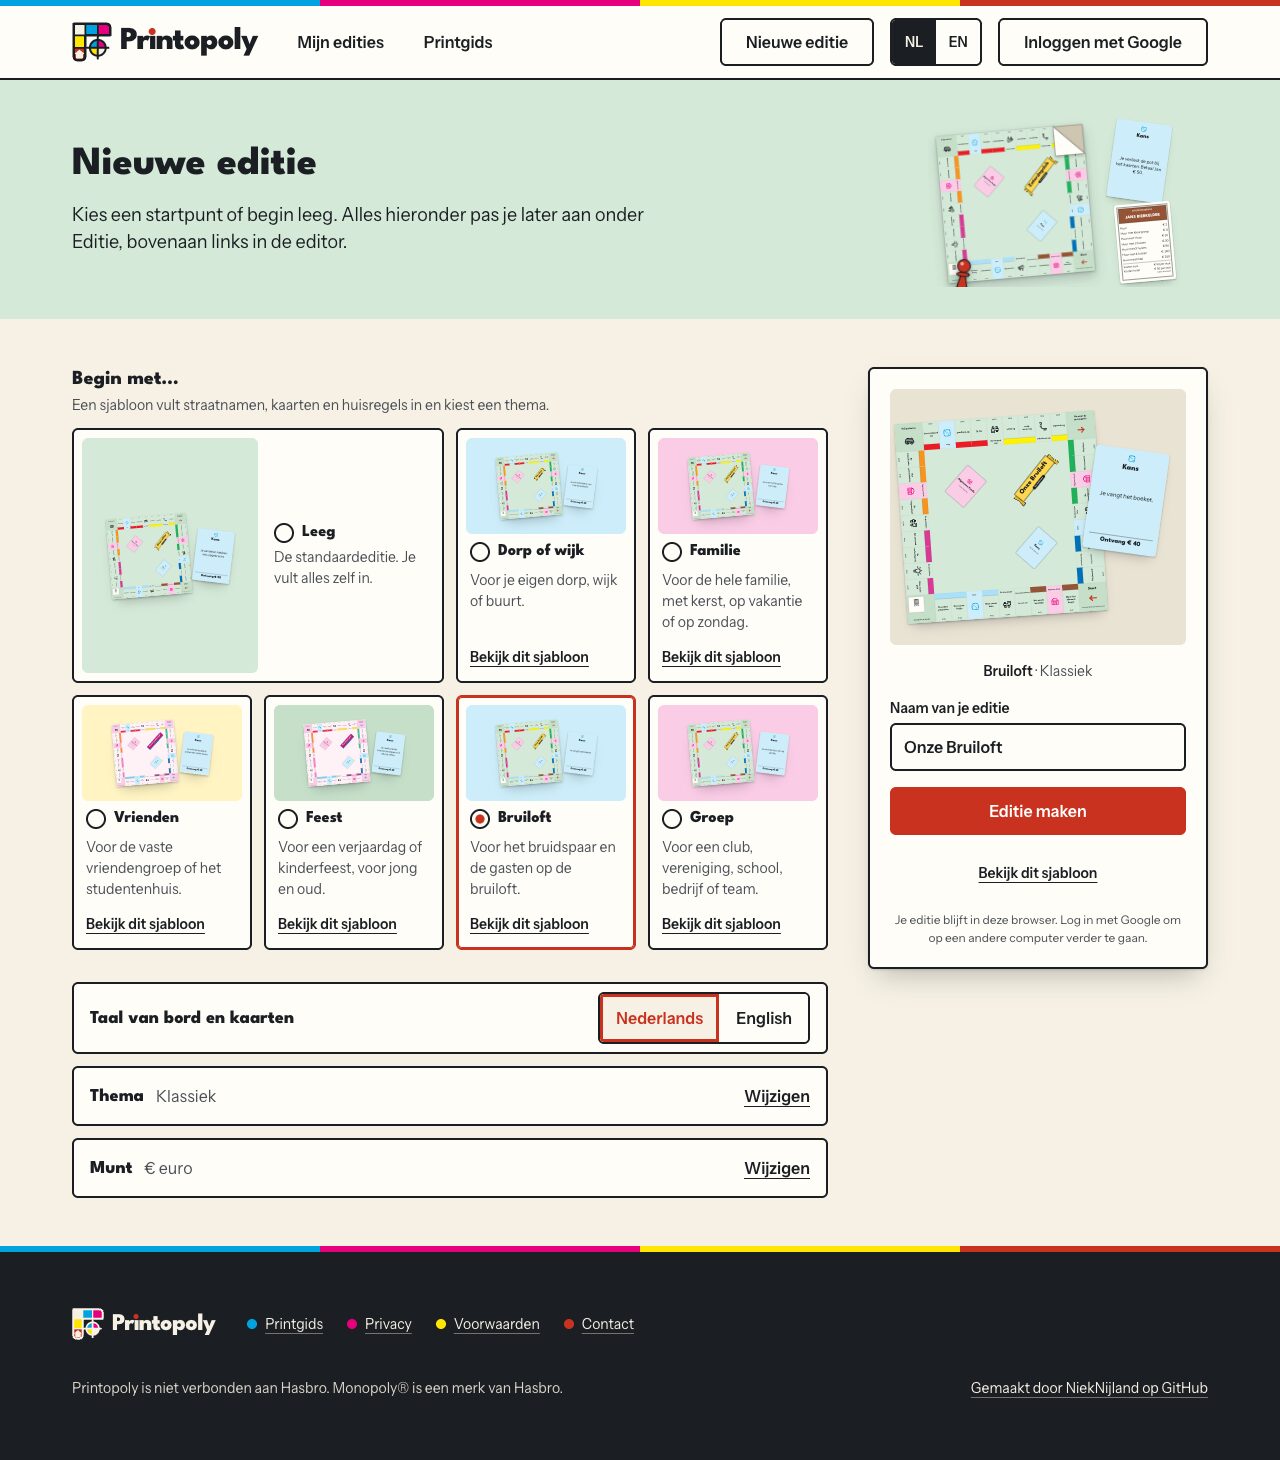 Printopoly
Mijn edities
Printgids
Nieuwe editie
NL
EN
Inloggen met Google
Nieuwe editie
Kies een startpunt of begin leeg. Alles hieronder pas je later aan onder
Editie, bovenaan links in de editor.
Kans
Begin met...
Een sjabloon vult straatnamen, kaarten en huisregels in en kiest een thema.
Leeg
De standaardeditie. Je
vult alles zelf in.
Dorp of wijk
Voor je eigen dorp, wijk
of buurt.
Bekijk dit sjabloon
Familie
Voor de hele familie,
met kerst, op vakantie
of op zondag.
Bekijk dit sjabloon
Vrienden
Voor de vaste
vriendengroep of het
studentenhuis.
Bekijk dit sjabloon
Feest
Voor een verjaardag of
kinderfeest, voor jong
en oud.
Bekijk dit sjabloon
Bruiloft
Voor het bruidspaar en
de gasten op de
bruiloft.
Bekijk dit sjabloon
Groep
Voor een club,
vereniging, school,
bedrijf of team.
Bekijk dit sjabloon
Onze Bruiloft
Kans
Je vangt het boeket.
Ontvang € 40
Bruiloft · Klassiek
Naam van je editie
Onze Bruiloft
Editie maken
Bekijk dit sjabloon
Je editie blijft in deze browser. Log in met Google om
op een andere computer verder te gaan.
Taal van bord en kaarten
Nederlands
English
Thema
Klassiek
Wijzigen
Munt
€ euro
Wijzigen
Printopoly
Printgids
Privacy
Voorwaarden
Contact
Printopoly is niet verbonden aan Hasbro. Monopoly® is een merk van Hasbro.
Gemaakt door NiekNijland op GitHub